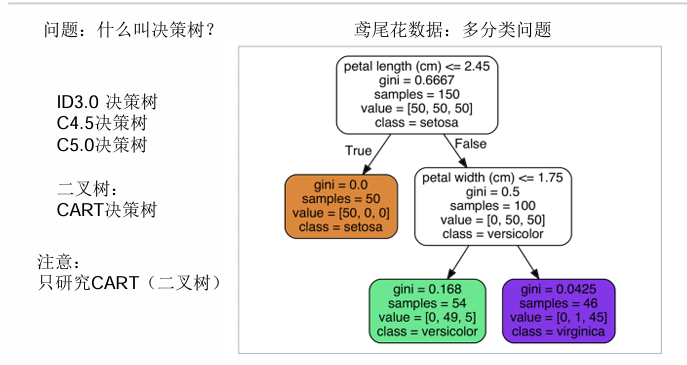 问题：什么叫决策树？
鸢尾花数据：多分类问题
ID3.0 决策树
C4.5决策树
C5.0决策树
二叉树：
CART决策树
注意：
只研究CART（二叉树）
petal length (cm) <= 2.45
gini = 0.6667
samples = 150
value = [50, 50, 50]
class = setosa
True
False
gini = 0.0
samples = 50
value = [50, 0, 0]
class = setosa
petal width (cm) <= 1.75
gini = 0.5
samples = 100
value = [0, 50, 50]
class = versicolor
gini = 0.168
samples = 54
value = [0, 49, 5]
class = versicolor
gini = 0.0425
samples = 46
value = [0, 1, 45]
class = virginica